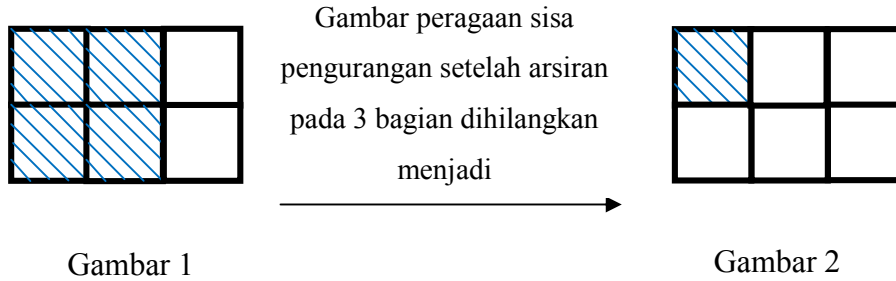 Gambar peragaan sisa
pengurangan setelah arsiran
pada 3 bagian dihilangkan
menjadi
Gambar 1
Gambar 2